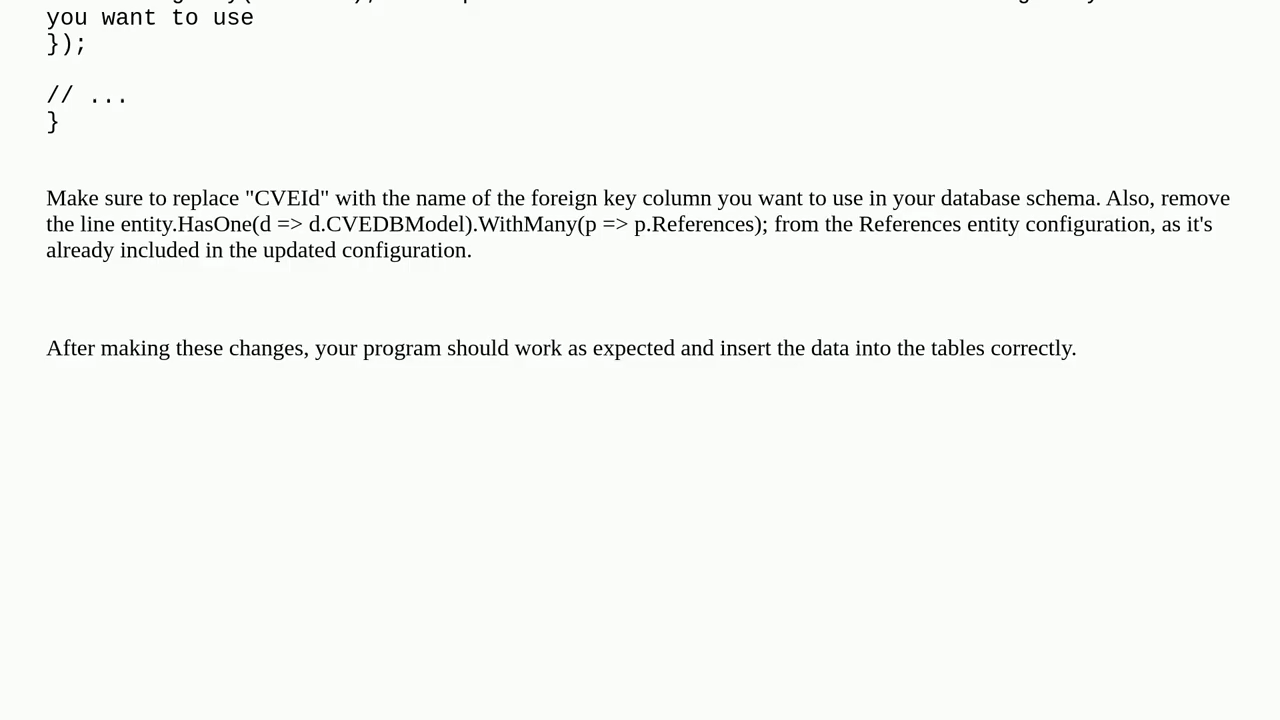 you want to use
});
// ...
}
Make sure to replace "CVEId" with the name of the foreign key column you want to use in your database schema. Also, remove
the line entity.HasOne(d => d.CVEDBModel).WithMany(p => p.References); from the References entity configuration, as it's
already included in the updated configuration.
After making these changes, your program should work as expected and insert the data into the tables correctly.